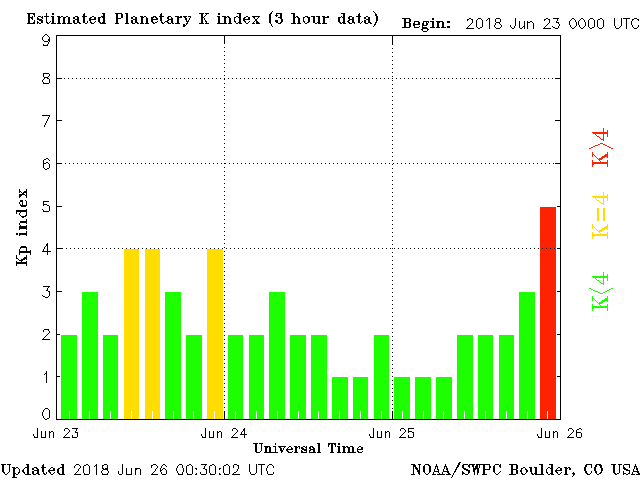 Estimated Planetary K index (3 hour data) Begin: 2018 Jun 23 0000 UTC
9
8
7
6
5
4
3
2
1
0
Kp index
K>4
K=4
K<4
Jun 23 Jun 24 Jun 25 Jun 26
Universal Time
Updated 2018 Jun 26 00:30:02 UTC NOAA/SWPC Boulder, CO USA